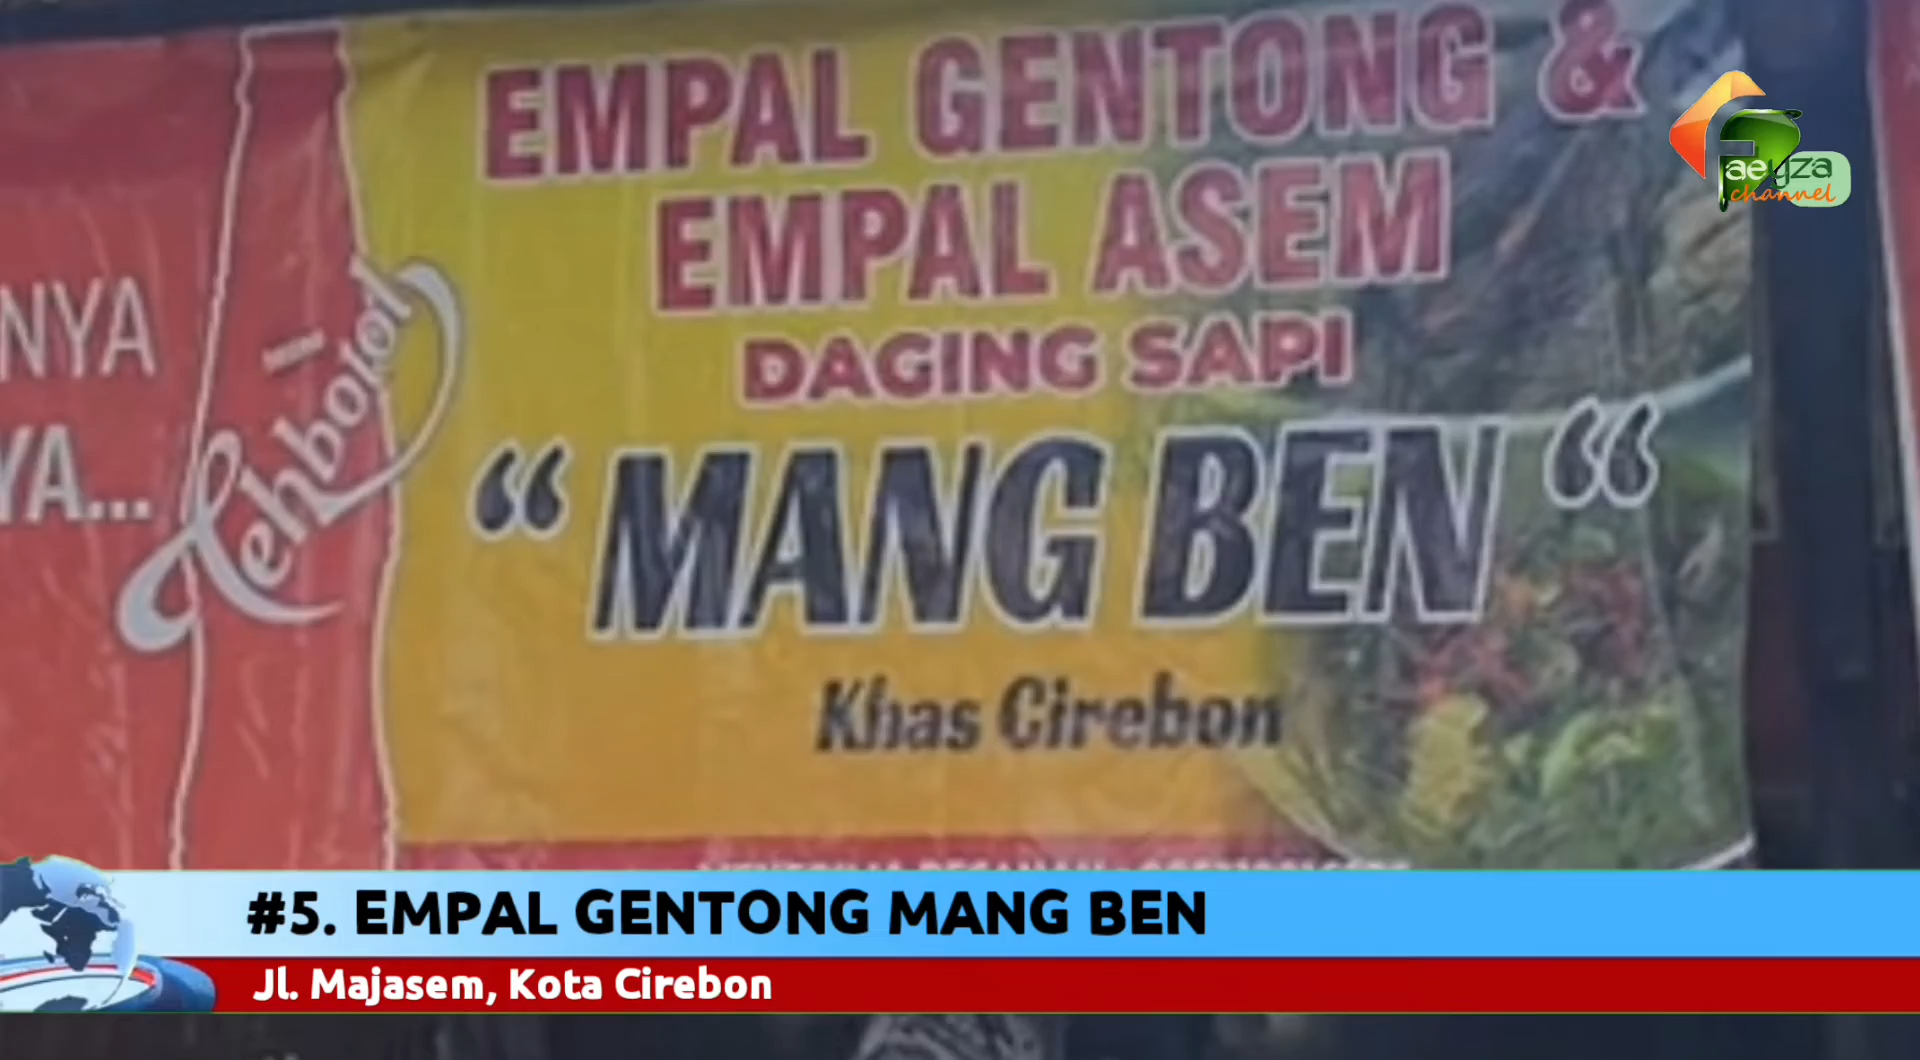 EMPAL GENTONG &
EMPAL ASEM
DAGING SAPI
“ MANG BEN “
Khas Cirebon
NYA
YA...
Tehbotol
Faeyza
channel
#5. EMPAL GENTONG MANG BEN
Jl. Majasem, Kota Cirebon